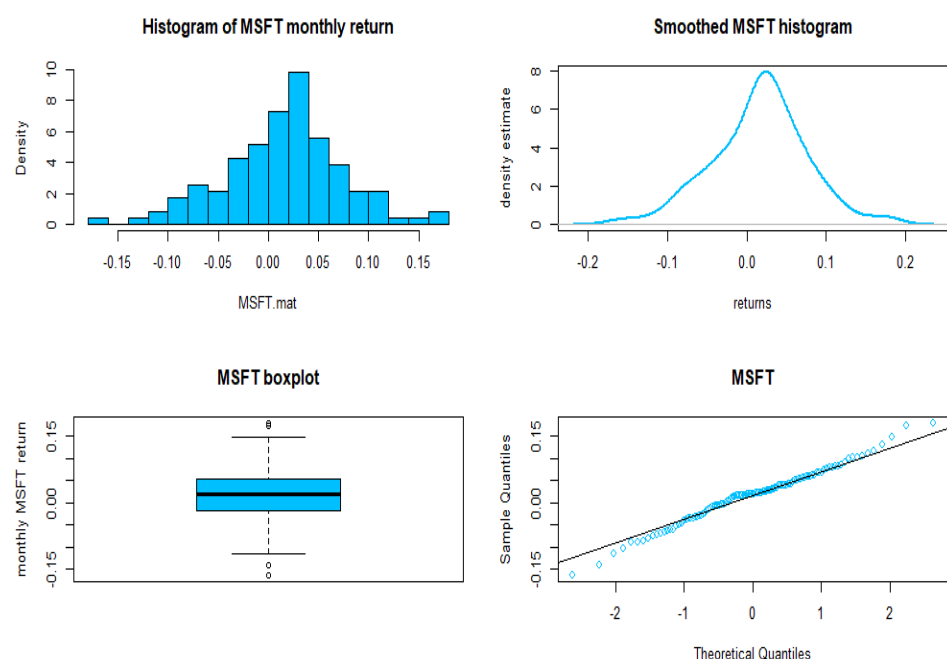 Histogram of MSFT monthly return
Density
0 2 4 6 8 10
-0.15 -0.10 -0.05 0.00 0.05 0.10 0.15
MSFT.mat
Smoothed MSFT histogram
density estimate
0 2 4 6 8
-0.2 -0.1 0.0 0.1 0.2
returns
MSFT boxplot
monthly MSFT return
-0.15 0.00 0.15
MSFT
Sample Quantiles
-0.15 0.00 0.15
-2 -1 0 1 2
Theoretical Quantiles